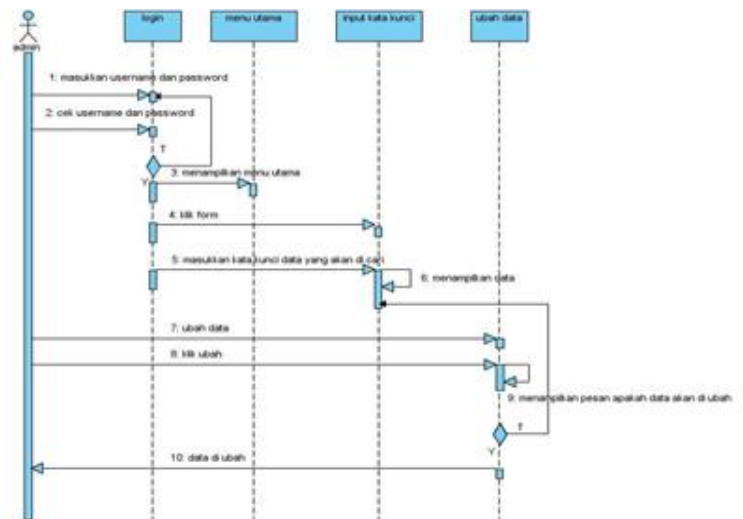 login
menu utama
input kata kunci
ubah data
admin
1: masukkan username dan password
2: cek username dan password
T
3: menampilkan menu utama
Y
4: klik form
5: masukkan kata kunci data yang akan di cari
6: menampilkan data
7: ubah data
8: klik ubah
9: menampilkan pesan apakah data akan di ubah
T
Y
10: data di ubah